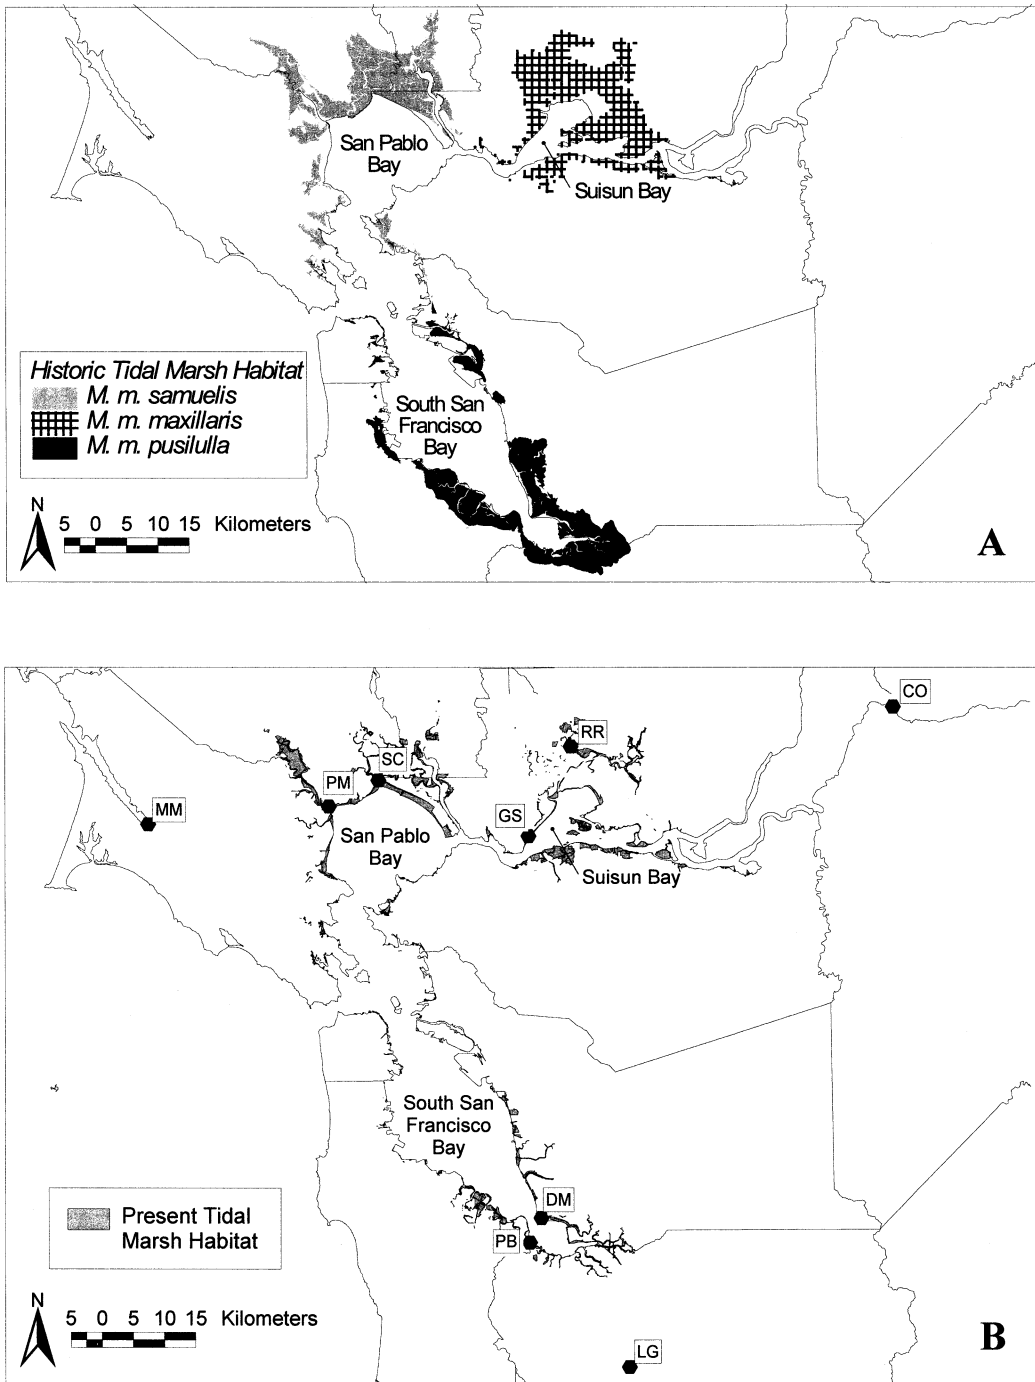 San Pablo
Bay
Suisun Bay
Historic Tidal Marsh Habitat
M. m. samuelis
M. m. maxillaris
M. m. pusilulla
South San
Francisco
Bay
N
5 0 5 10 15 Kilometers
A
CO
RR
SC
PM
MM
GS
San Pablo
Bay
Suisun Bay
South San
Francisco
Bay
DM
PB
Present Tidal
Marsh Habitat
N
5 0 5 10 15 Kilometers
B
LG